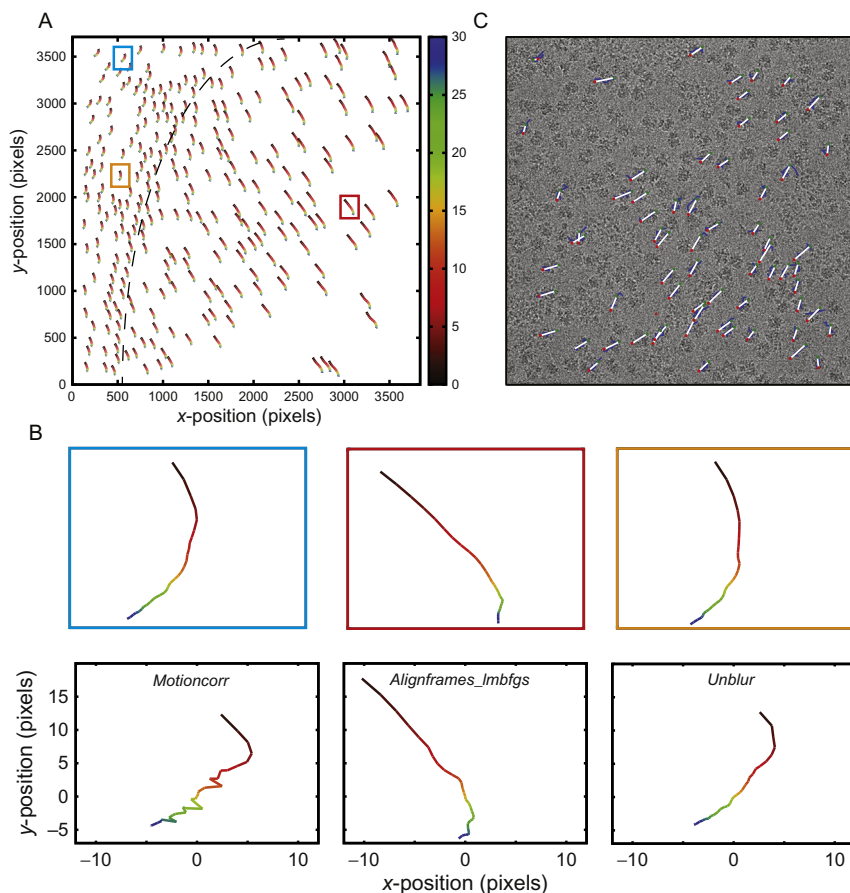 A
C
3500
3000
2500
2000
1500
1000
500
0
y-position (pixels)
0 500 1000 1500 2000 2500 3000 3500
x-position (pixels)
30
25
20
15
10
5
0
B
Motioncorr
Alignframes_lmbfgs
Unblur
15
10
5
0
−5
y-position (pixels)
−10 0 10
−10 0 10
−10 0 10
x-position (pixels)